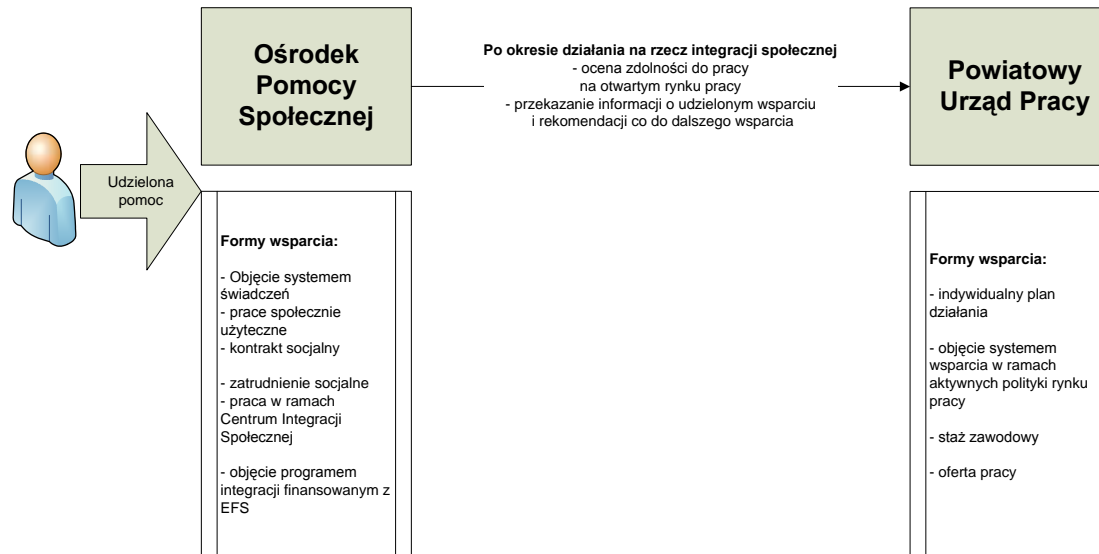 Ośrodek
Pomocy
Społecznej
Po okresie działania na rzecz integracji społecznej
- ocena zdolności do pracy
na otwartym rynku pracy
- przekazanie informacji o udzielonym wsparciu
i rekomendacji co do dalszego wsparcia
Powiatowy
Urząd Pracy
Udzielona
pomoc
Formy wsparcia:
- Objęcie systemem
świadczeń
- prace społecznie
użyteczne
- kontrakt socjalny
- zatrudnienie socjalne
- praca w ramach
Centrum Integracji
Społecznej
- objęcie programem
integracji finansowanym z
EFS
Formy wsparcia:
- indywidualny plan
działania
- objęcie systemem
wsparcia w ramach
aktywnych polityki rynku
pracy
- staż zawodowy
- oferta pracy